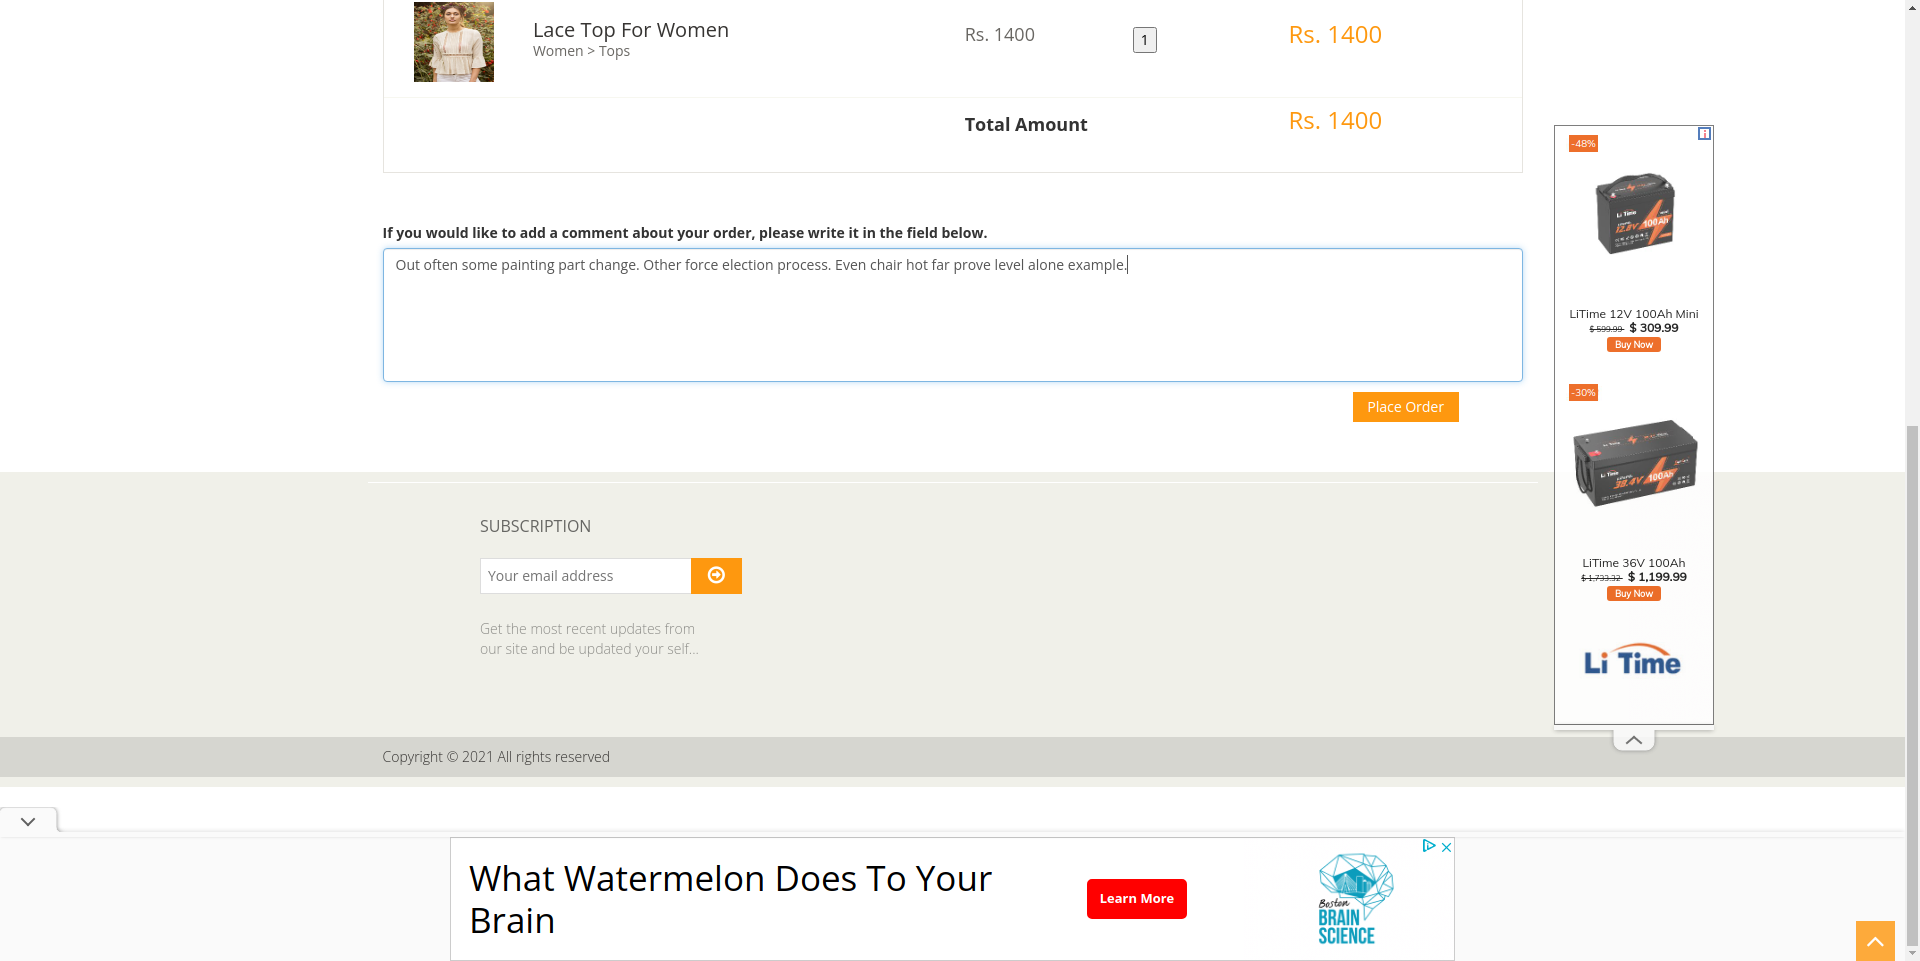 Lace Top For Women
Women > Tops
Rs. 1400
1
Rs. 1400
Total Amount
Rs. 1400
If you would like to add a comment about your order, please write it in the field below.
Out often some painting part change. Other force election process. Even chair hot far prove level alone example.
Place Order
-48%
LiTime 12V 100Ah Mini
$ 599.99 $ 309.99
Buy Now
-30%
LiTime 36V 100Ah
$ 1,733.32 $ 1,199.99
Buy Now
Li Time
SUBSCRIPTION
Your email address
Get the most recent updates from
our site and be updated your self...
Copyright © 2021 All rights reserved
What Watermelon Does To Your
Brain
Learn More
Boston
BRAIN
SCIENCE